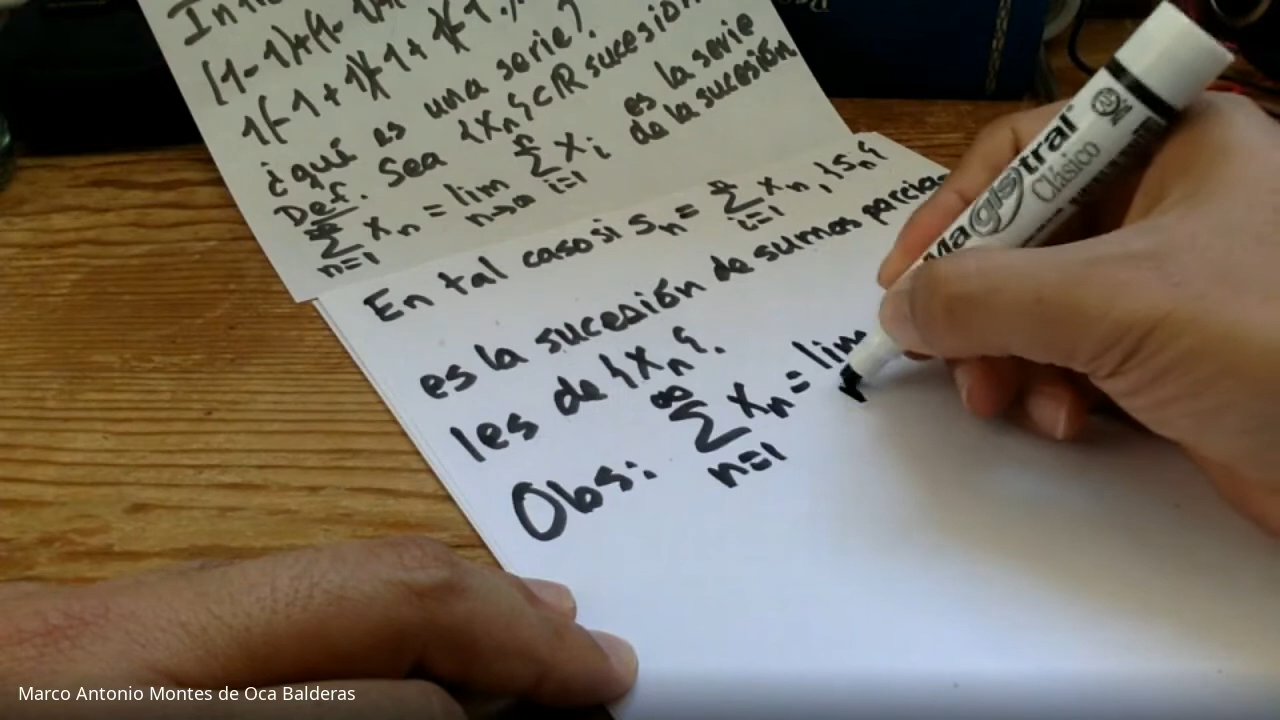 (1-1)+(1-1)+
1(-1+1)(-1+1)(-1
¿qué es una serie?
Def. Sea {Xₙ}⊂ℝ sucesión
∑ₙ₌₁^∞ Xₙ = lim n→∞ ∑ᵢ₌₁ⁿ Xᵢ es la serie de la sucesión
En tal caso si Sₙ = ∑ᵢ₌₁ⁿ Xₙ, {Sₙ}
es la sucesión de sumas parcia
les de {Xₙ}.
Obs: ∑ₙ₌₁^∞ Xₙ = lim n
Magistral
Clásico
Marco Antonio Montes de Oca Balderas